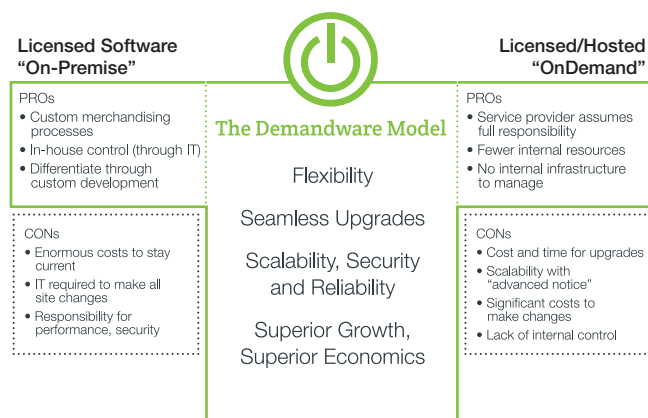 Licensed Software
“On-Premise”
PROs
• Custom merchandising
processes
• In-house control (through IT)
• Differentiate through
custom development
CONs
• Enormous costs to stay
current
• IT required to make all
site changes
• Responsibility for
performance, security
The Demandware Model
Flexibility
Seamless Upgrades
Scalability, Security
and Reliability
Superior Growth,
Superior Economics
Licensed/Hosted
“OnDemand”
PROs
• Service provider assumes
full responsibility
• Fewer internal resources
• No internal infrastructure
to manage
CONs
• Cost and time for upgrades
• Scalability with
“advanced notice”
• Significant costs to
make changes
• Lack of internal control